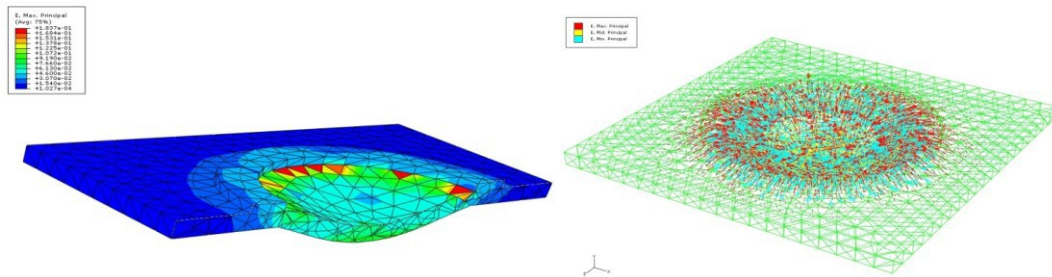 E, Max. Principal
(Avg: 75%)
+1.837e-01
+1.684e-01
+1.531e-01
+1.378e-01
+1.225e-01
+1.072e-01
+9.190e-02
+7.660e-02
+6.130e-02
+4.600e-02
+3.070e-02
+1.540e-02
+1.027e-04
E, Max. Principal
E, Mid. Principal
E, Min. Principal
Y
Z
X